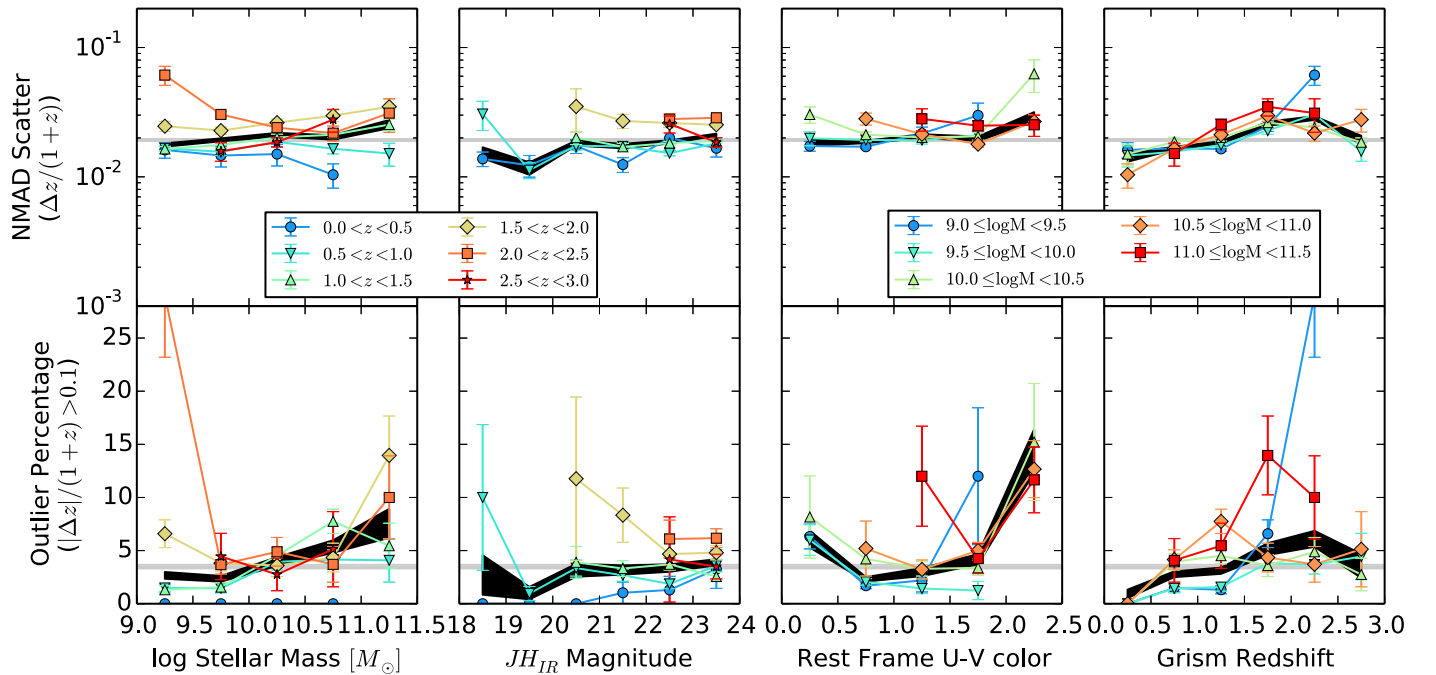 NMAD Scatter
(Δz/(1+z))
10⁻¹
10⁻²
10⁻³
0.0 <z <0.5
0.5 <z <1.0
1.0 <z <1.5
1.5 <z <2.0
2.0 <z <2.5
2.5 <z <3.0
9.0 ≤logM <9.5
9.5 ≤logM <10.0
10.0 ≤logM <10.5
10.5 ≤logM <11.0
11.0 ≤logM <11.5
Outlier Percentage
(|Δz|/(1+z) >0.1)
25
20
15
10
5
0
9.0 9.5 10.0 10.5 11.0 11.5
log Stellar Mass [M⊙]
18 19 20 21 22 23 24
JH_IR Magnitude
0.0 0.5 1.0 1.5 2.0 2.5
Rest Frame U-V color
0.0 0.5 1.0 1.5 2.0 2.5 3.0
Grism Redshift